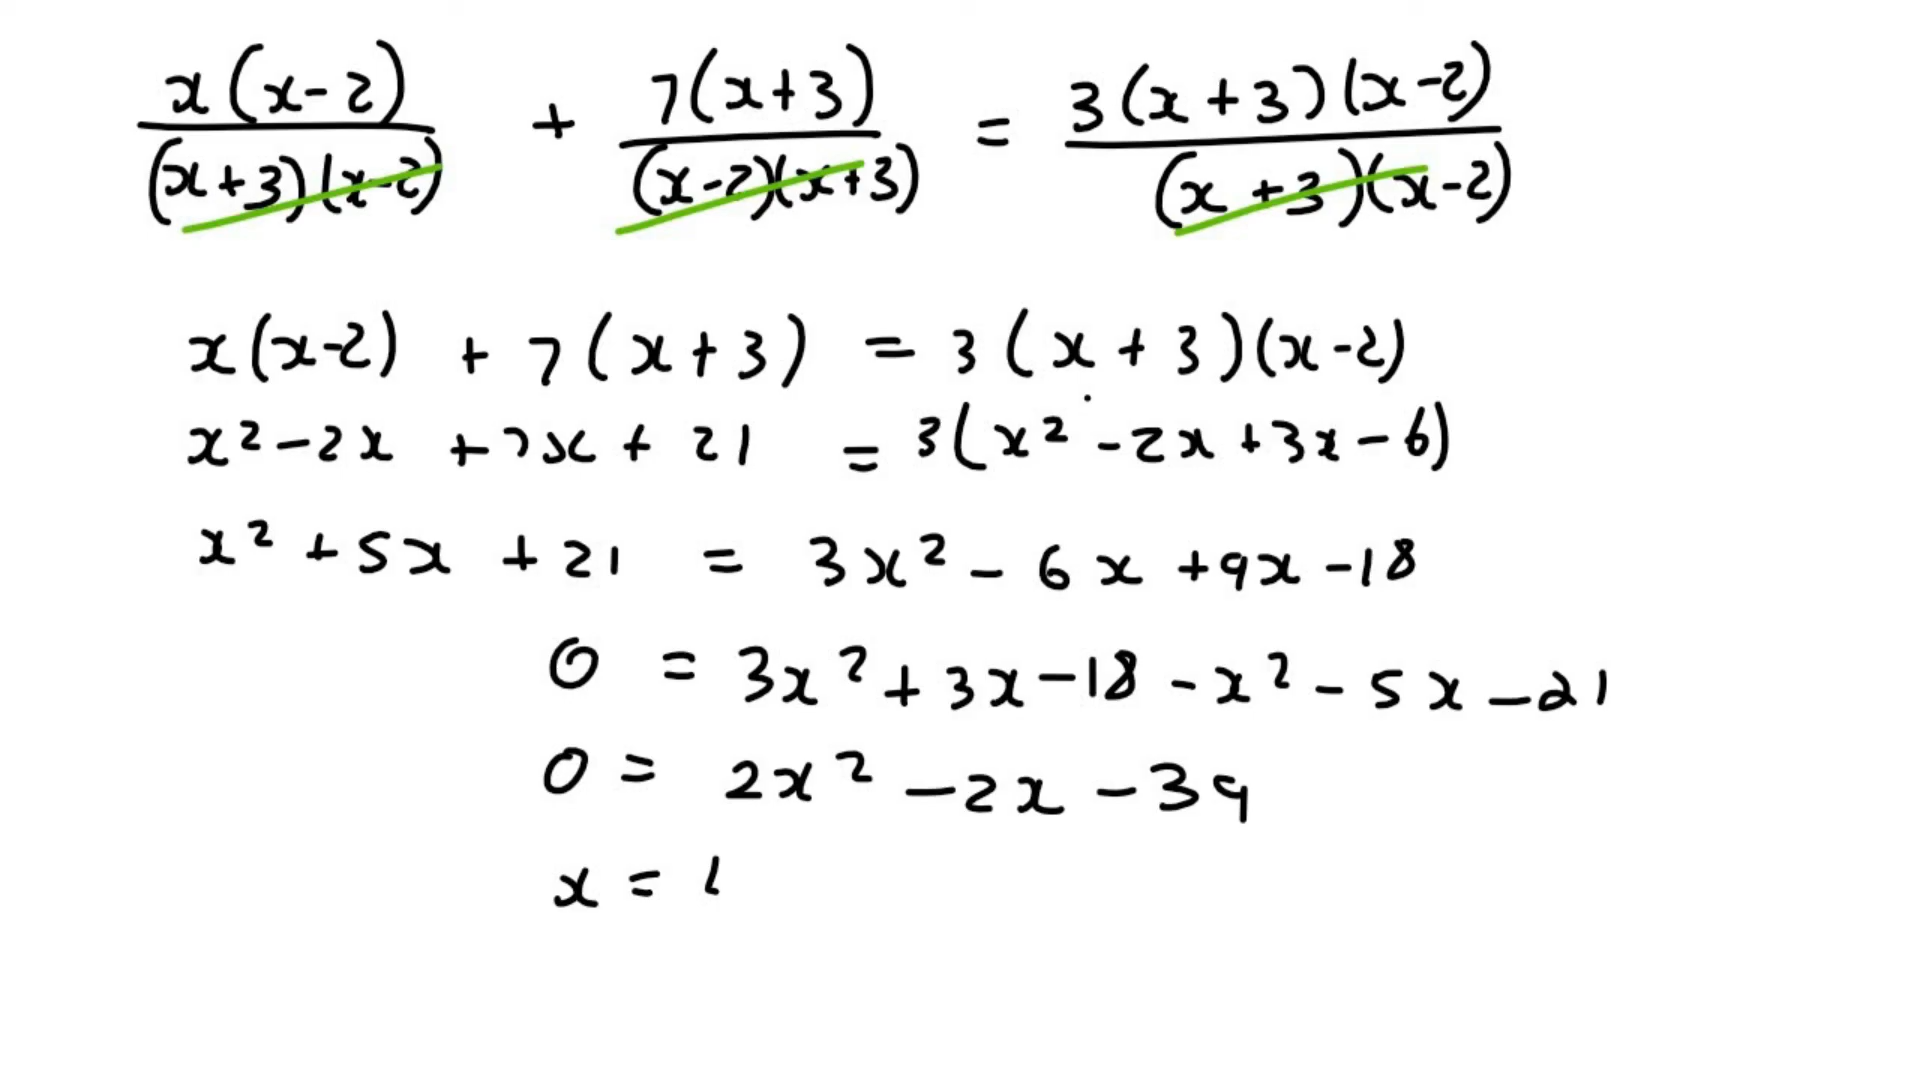 x(x-2)/(x+3)(x-2) + 7(x+3)/(x-2)(x+3) = 3(x+3)(x-2)/(x+3)(x-2)
x(x-2) + 7(x+3) = 3(x+3)(x-2)
x² - 2x + 7x + 21 = 3(x² - 2x + 3x - 6)
x² + 5x + 21 = 3x² - 6x + 9x - 18
0 = 3x² + 3x - 18 - x² - 5x - 21
0 = 2x² - 2x - 39
x =